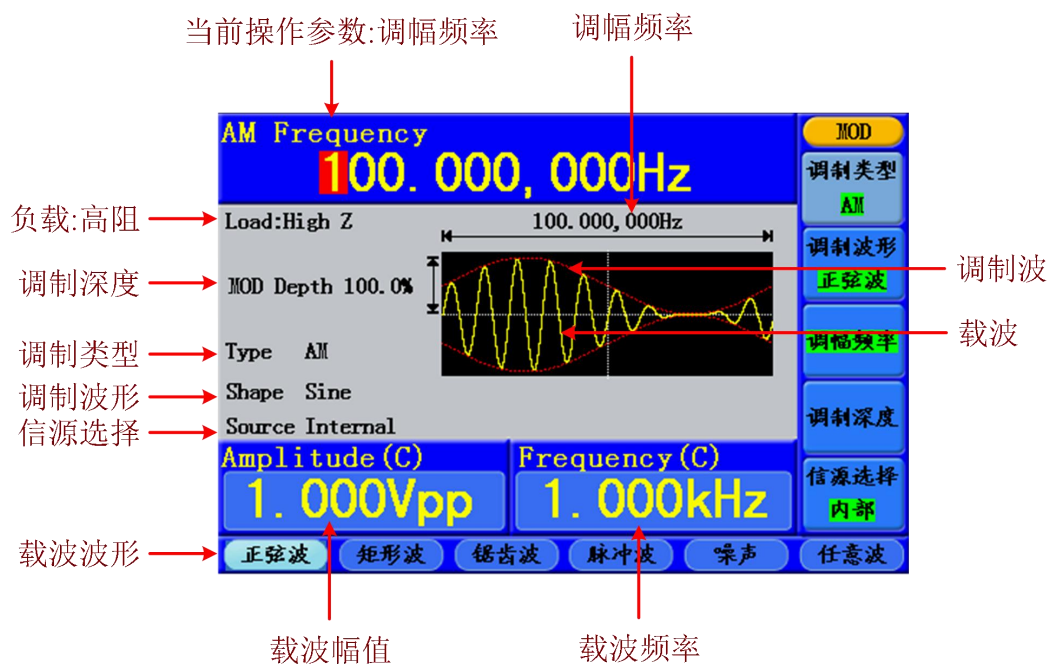 当前操作参数:调幅频率
调幅频率
AM Frequency
100.000,000Hz
MOD
调制类型
AM
负载:高阻
Load:High Z
100.000,000Hz
调制波形
正弦波
调制深度
MOD Depth 100.0%
调制波
调幅频率
载波
调制类型
Type AM
调制波形
Shape Sine
调制深度
信源选择
Source Internal
Amplitude(C)
Frequency(C)
1.000Vpp
1.000kHz
信源选择
内部
载波波形
正弦波
矩形波
锯齿波
脉冲波
噪声
任意波
载波幅值
载波频率